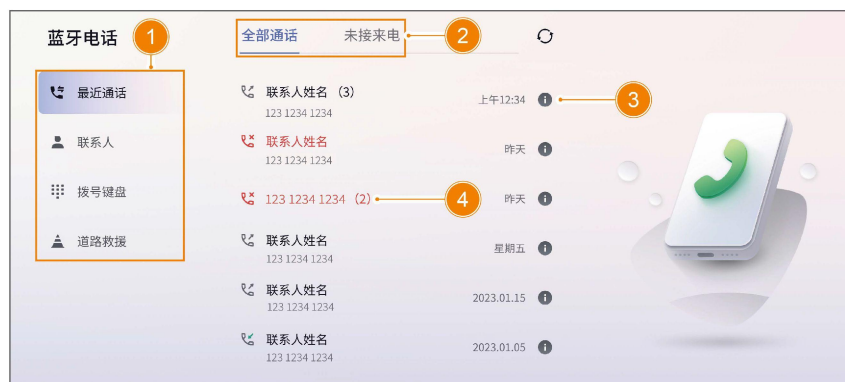 蓝牙电话
1
全部通话 未接来电
2
最近通话
联系人
拨号键盘
道路救援
联系人姓名 (3)
123 1234 1234
上午12:34
3
联系人姓名
123 1234 1234
昨天
123 1234 1234 (2)
4
昨天
联系人姓名
123 1234 1234
星期五
联系人姓名
123 1234 1234
2023.01.15
联系人姓名
123 1234 1234
2023.01.05